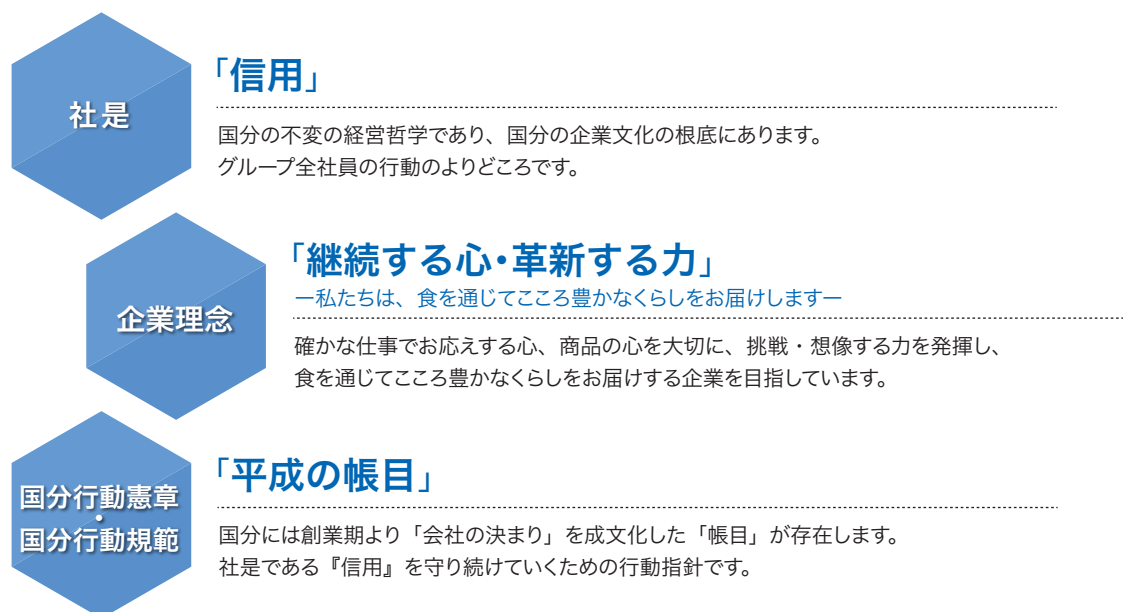 社是
「信用」
国分の不変の経営哲学であり、国分の企業文化の根底にあります。
グループ全社員の行動のよりどころです。
企業理念
「継続する心・革新する力」
ー私たちは、食を通じてこころ豊かなくらしをお届けしますー
確かな仕事でお応えする心、商品の心を大切に、挑戦・想像する力を発揮し、
食を通じてこころ豊かなくらしをお届けする企業を目指しています。
国分行動憲章
・
国分行動規範
「平成の帳目」
国分には創業期より「会社の決まり」を成文化した「帳目」が存在します。
社是である『信用』を守り続けていくための行動指針です。